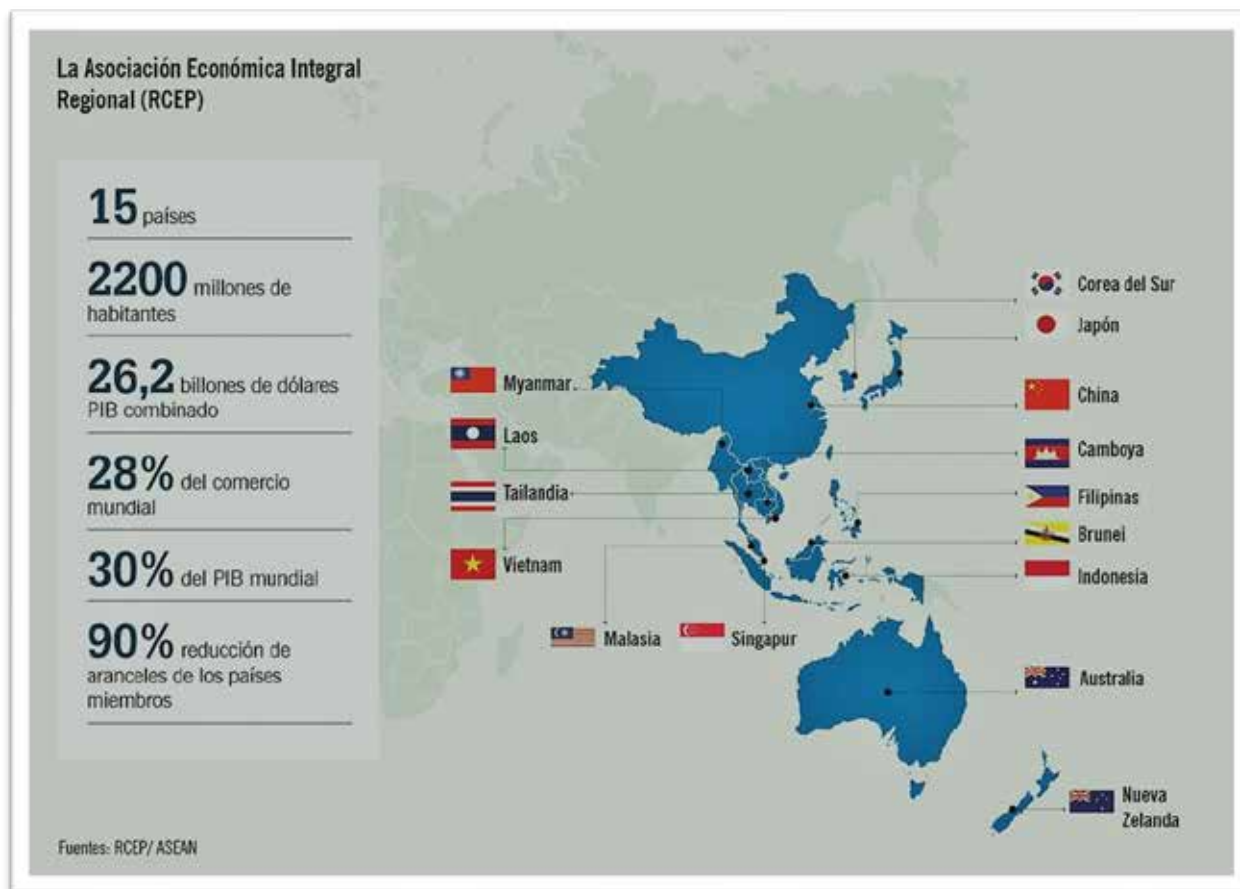 La Asociación Económica Integral
Regional (RCEP)
15 países
2200 millones de
habitantes
26,2 billones de dólares
PIB combinado
28% del comercio
mundial
30% del PIB mundial
90% reducción de
aranceles de los países
miembros
Myanmar
Laos
Tailandia
Vietnam
Malasia
Singapur
Corea del Sur
Japón
China
Camboya
Filipinas
Brunei
Indonesia
Australia
Nueva
Zelanda
Fuentes: RCEP/ ASEAN